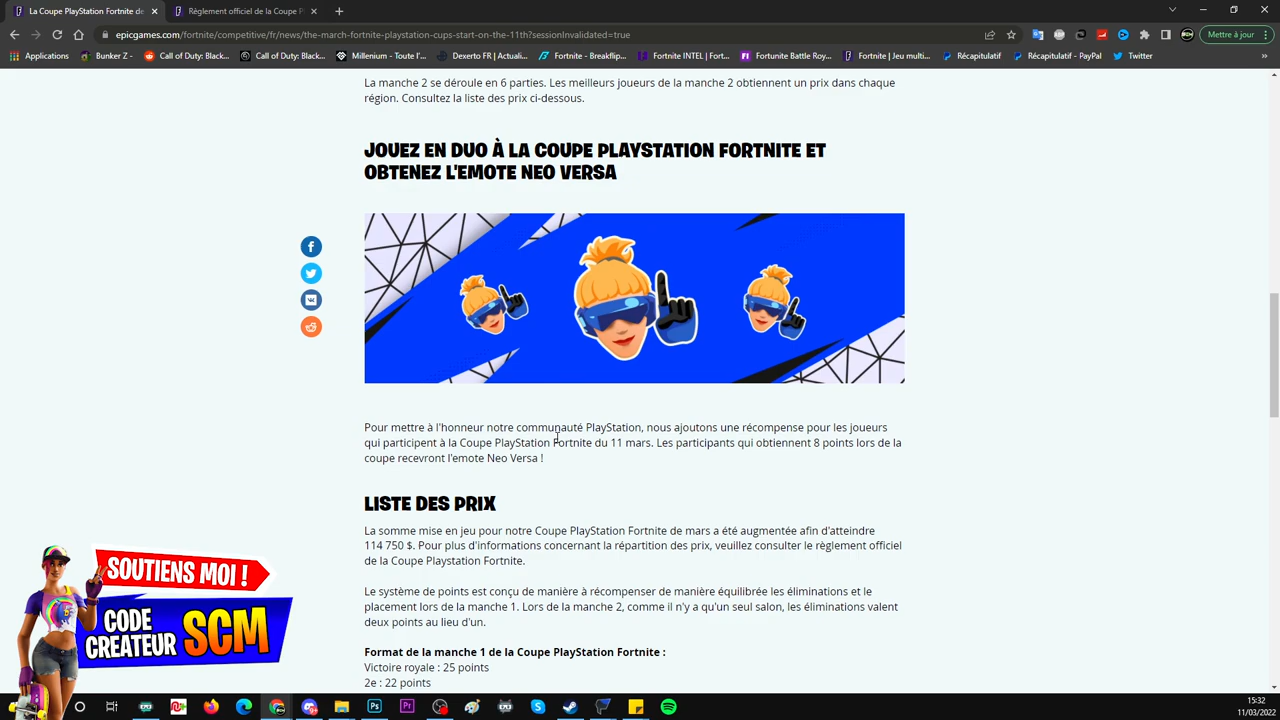 La Coupe PlayStation Fortnite de
Règlement officiel de la Coupe P
epicgames.com/fortnite/competitive/fr/news/the-march-fortnite-playstation-cups-start-on-the-11th?sessionInvalidated=true
Mettre à jour
Applications
Bunker Z -
Call of Duty: Black...
Call of Duty: Black...
Millenium - Toute l'...
Dexerto FR | Actuali...
Fortnite - Breakflip...
Fortnite INTEL | Fort...
Fortunite Battle Roy...
Fortnite | Jeu multi...
Récapitulatif
Récapitulatif - PayPal
Twitter
»
La manche 2 se déroule en 6 parties. Les meilleurs joueurs de la manche 2 obtiennent un prix dans chaque
région. Consultez la liste des prix ci-dessous.
JOUEZ EN DUO À LA COUPE PLAYSTATION FORTNITE ET
OBTENEZ L'EMOTE NEO VERSA
Pour mettre à l'honneur notre communauté PlayStation, nous ajoutons une récompense pour les joueurs
qui participent à la Coupe PlayStation Fortnite du 11 mars. Les participants qui obtiennent 8 points lors de la
coupe recevront l'emote Neo Versa !
LISTE DES PRIX
La somme mise en jeu pour notre Coupe PlayStation Fortnite de mars a été augmentée afin d'atteindre
114 750 $. Pour plus d'informations concernant la répartition des prix, veuillez consulter le règlement officiel
de la Coupe Playstation Fortnite.
Le système de points est conçu de manière à récompenser de manière équilibrée les éliminations et le
placement lors de la manche 1. Lors de la manche 2, comme il n'y a qu'un seul salon, les éliminations valent
deux points au lieu d'un.
Format de la manche 1 de la Coupe PlayStation Fortnite :
Victoire royale : 25 points
2e : 22 points
SOUTIENS MOI !
CODE
CREATEUR SCM
15:32
11/03/2022